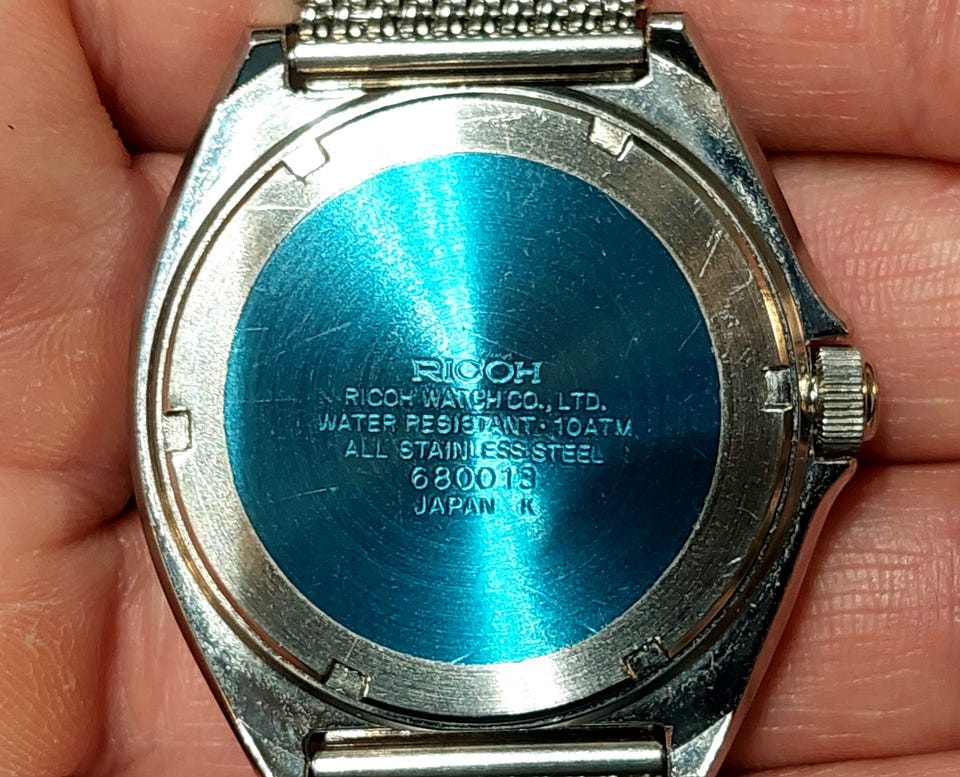 RICOH
RICOH WATCH CO., LTD.
WATER RESISTANT · 10ATM
ALL STAINLESS STEEL
680013
JAPAN K